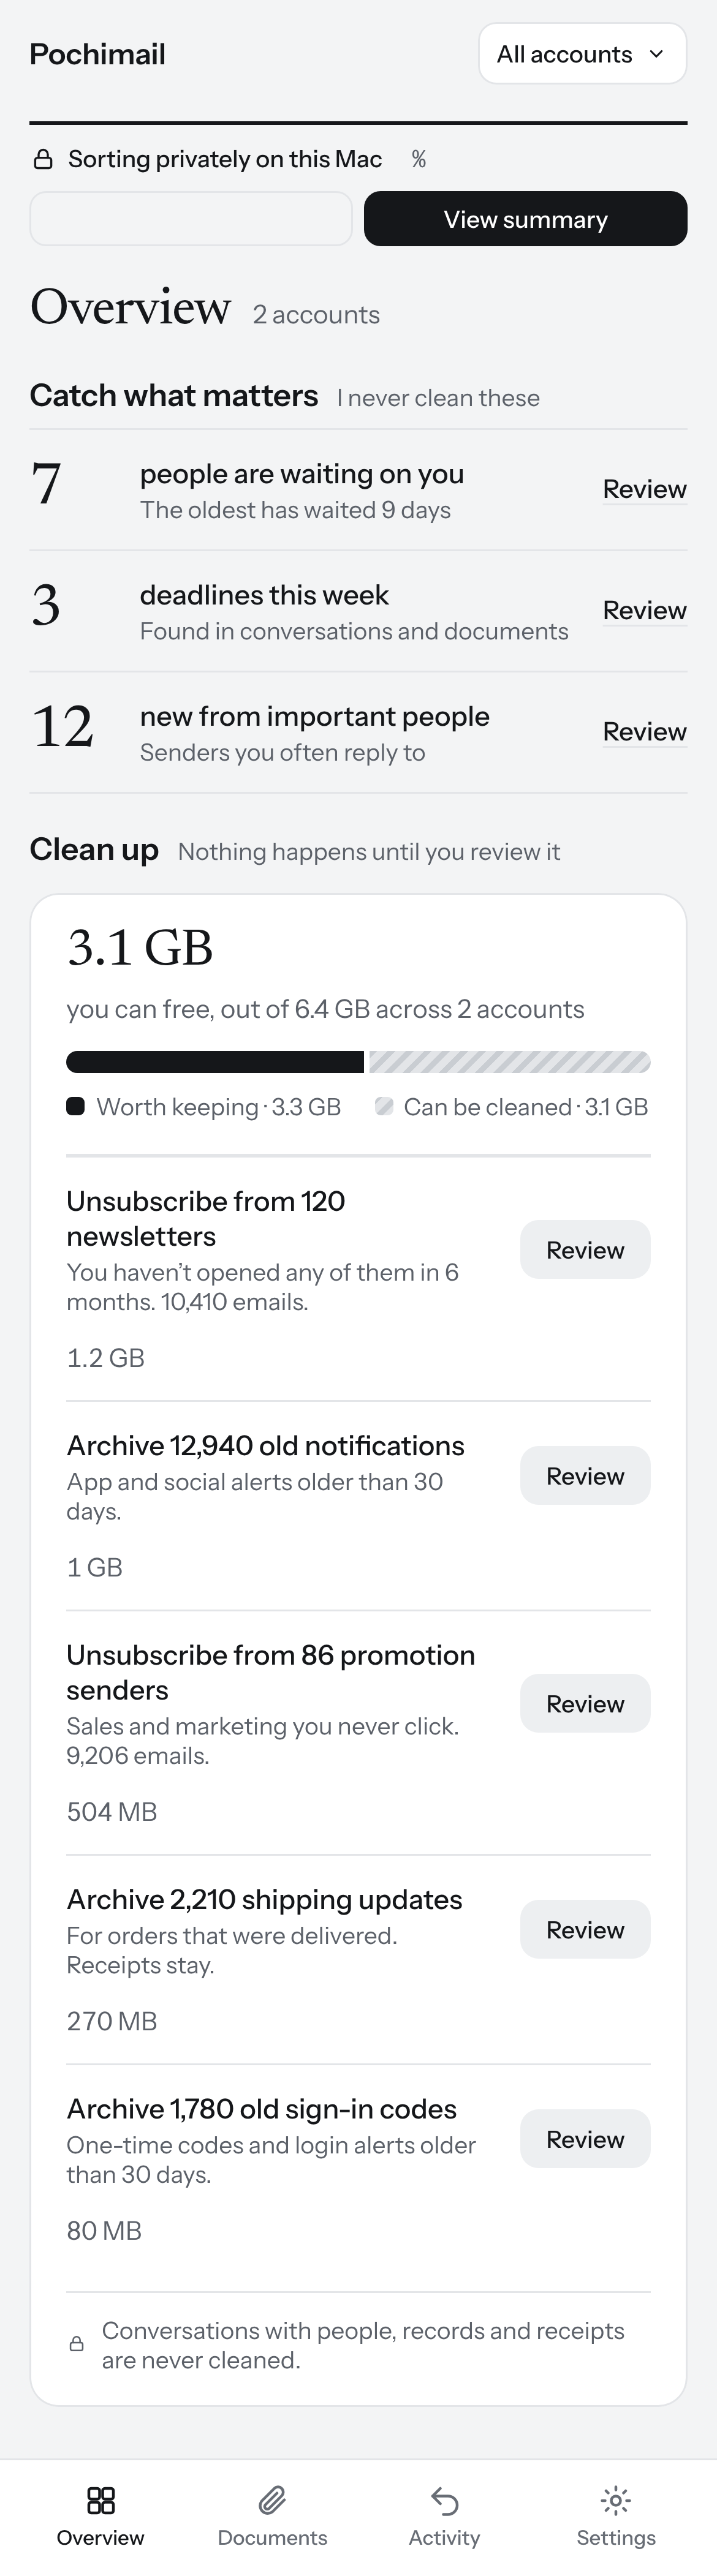 Pochimail
All accounts
Sorting privately on this Mac %
View summary
Overview 2 accounts
Catch what matters I never clean these
7 people are waiting on you
The oldest has waited 9 days
Review
3 deadlines this week
Found in conversations and documents
Review
12 new from important people
Senders you often reply to
Review
Clean up Nothing happens until you review it
3.1 GB
you can free, out of 6.4 GB across 2 accounts
Worth keeping · 3.3 GB Can be cleaned · 3.1 GB
Unsubscribe from 120
newsletters
You haven’t opened any of them in 6
months. 10,410 emails.
1.2 GB
Review
Archive 12,940 old notifications
App and social alerts older than 30
days.
1 GB
Review
Unsubscribe from 86 promotion
senders
Sales and marketing you never click.
9,206 emails.
504 MB
Review
Archive 2,210 shipping updates
For orders that were delivered.
Receipts stay.
270 MB
Review
Archive 1,780 old sign-in codes
One-time codes and login alerts older
than 30 days.
80 MB
Review
Conversations with people, records and receipts
are never cleaned.
Overview Documents Activity Settings